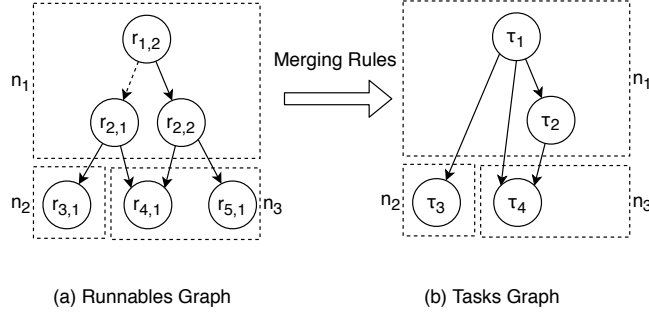 r1,2
n1
r2,1
r2,2
n2
r3,1
r4,1
r5,1
n3
(a) Runnables Graph
Merging Rules
τ1
n1
τ2
n2
τ3
τ4
n3
(b) Tasks Graph